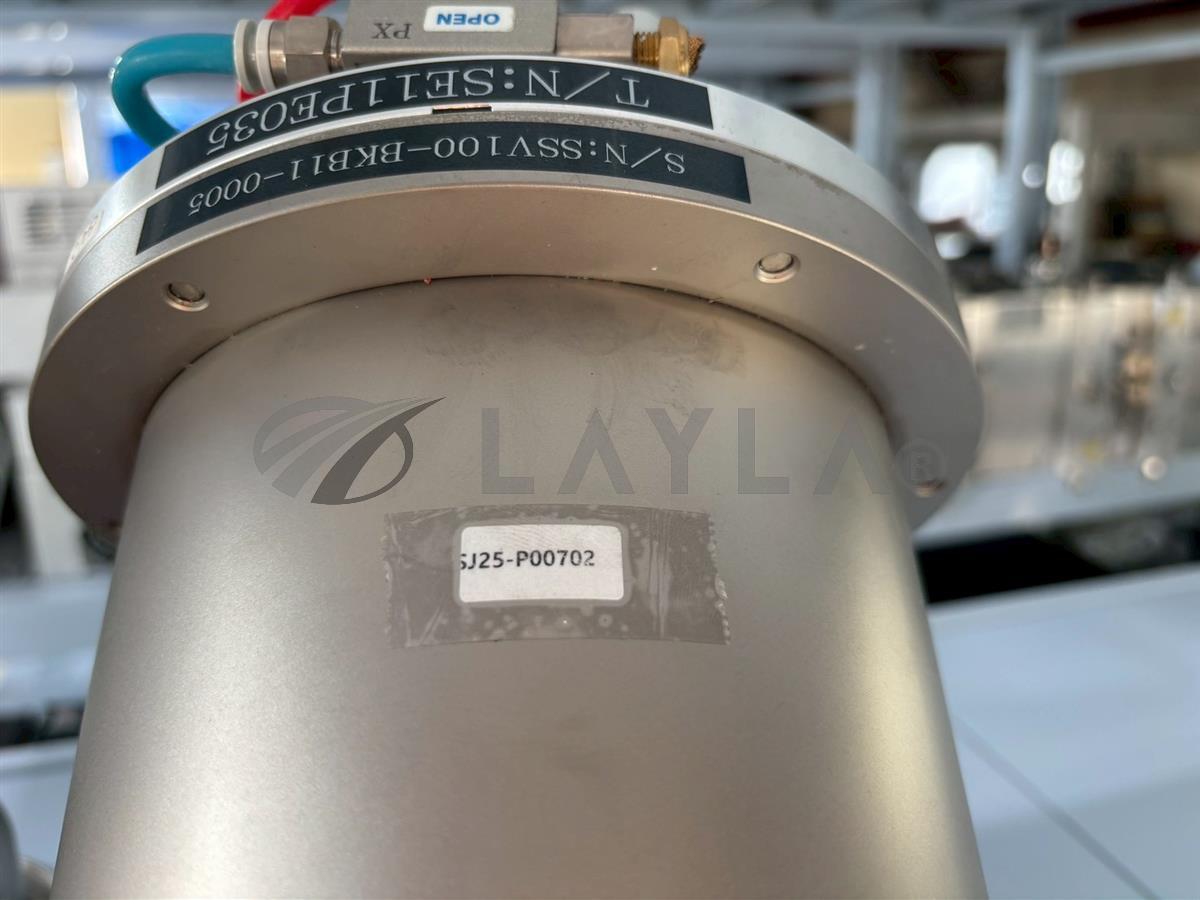 OPEN
PX
T/N:SE11PE035
S/N:SSV100-BKB11-0005
LAYLA®
SJ25-P00702